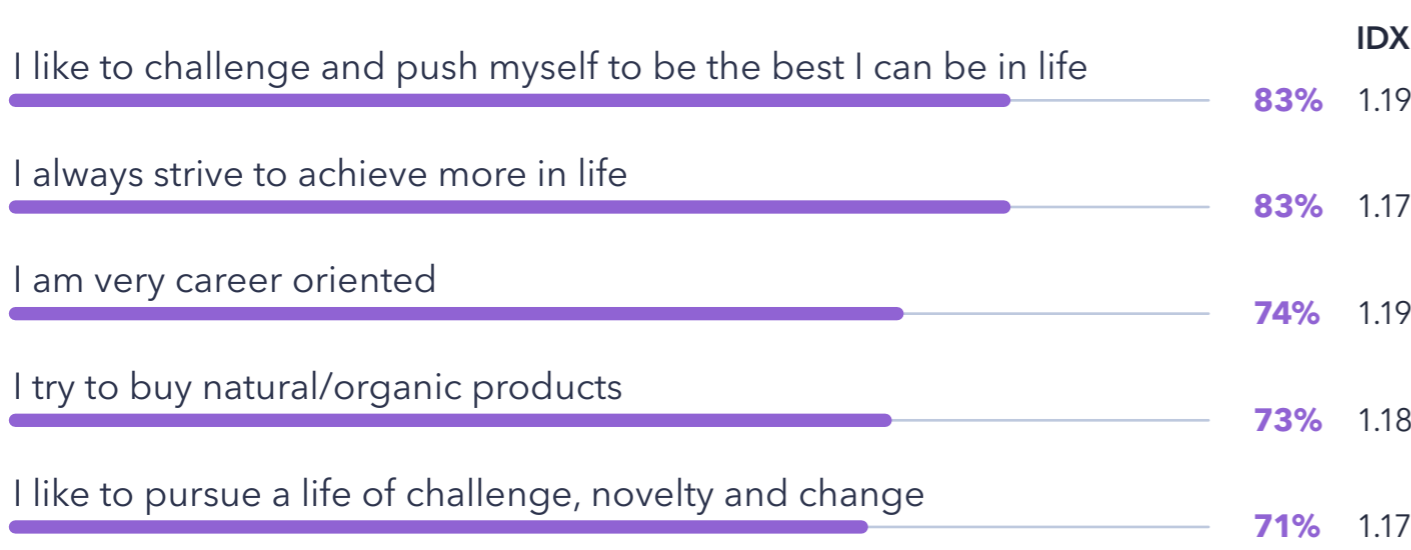 IDX
I like to challenge and push myself to be the best I can be in life
83% 1.19
I always strive to achieve more in life
83% 1.17
I am very career oriented
74% 1.19
I try to buy natural/organic products
73% 1.18
I like to pursue a life of challenge, novelty and change
71% 1.17